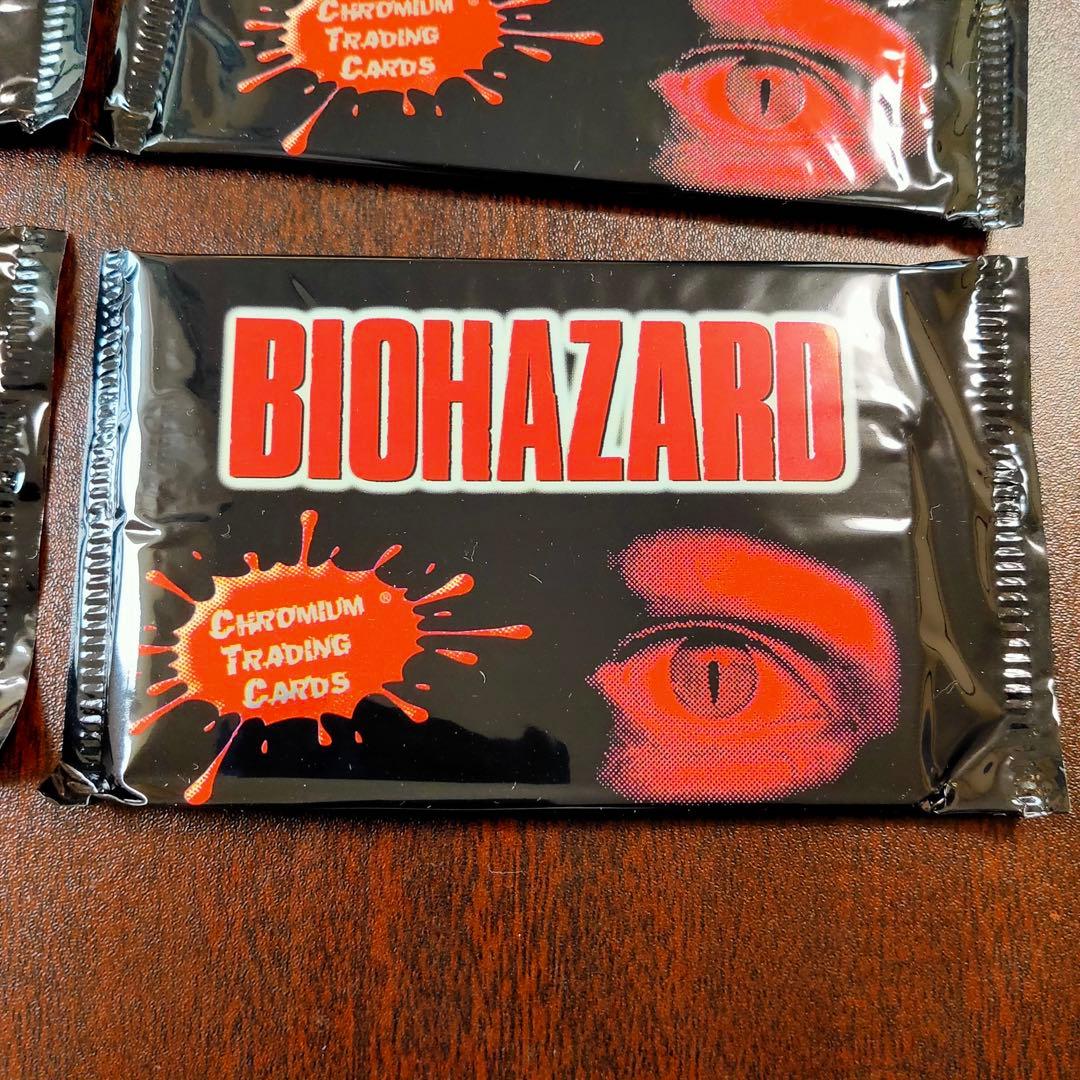 CHROMIUM ®
TRADING
CARDS
BIOHAZARD
CHROMIUM ®
TRADING
CARDS